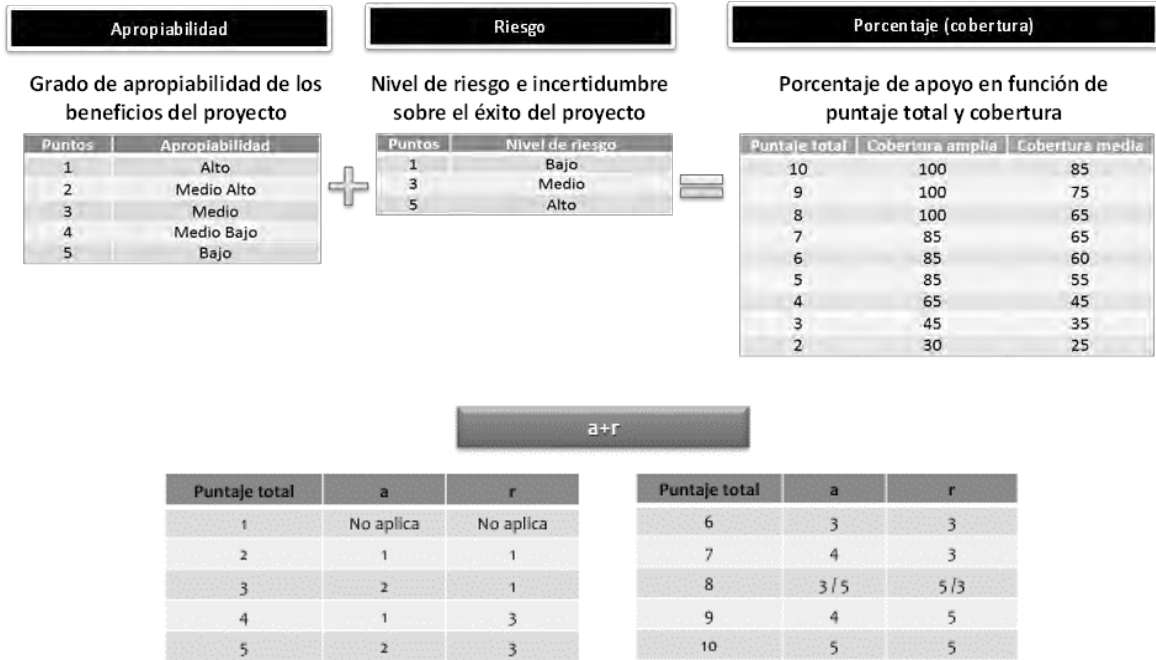 Apropiabilidad
Grado de apropiabilidad de los
beneficios del proyecto
Puntos Apropiabilidad
1 Alto
2 Medio Alto
3 Medio
4 Medio Bajo
5 Bajo
+
Riesgo
Nivel de riesgo e incertidumbre
sobre el éxito del proyecto
Puntos Nivel de riesgo
1 Bajo
3 Medio
5 Alto
=
Porcentaje (cobertura)
Porcentaje de apoyo en función de
puntaje total y cobertura
Puntaje total Cobertura amplia Cobertura media
10 100 85
9 100 75
8 100 65
7 85 65
6 85 60
5 85 55
4 65 45
3 45 35
2 30 25
a+r
Puntaje total a r
1 No aplica No aplica
2 1 1
3 2 1
4 1 3
5 2 3
Puntaje total a r
6 3 3
7 4 3
8 3 / 5 5 /3
9 4 5
10 5 5